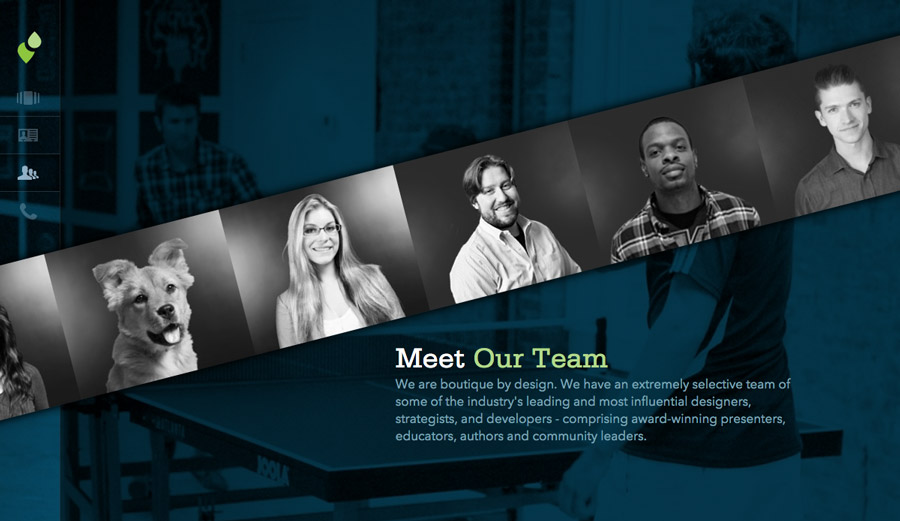 Meet Our Team
We are boutique by design. We have an extremely selective team of
some of the industry's leading and most influential designers,
strategists, and developers - comprising award-winning presenters,
educators, authors and community leaders.
JOOLA